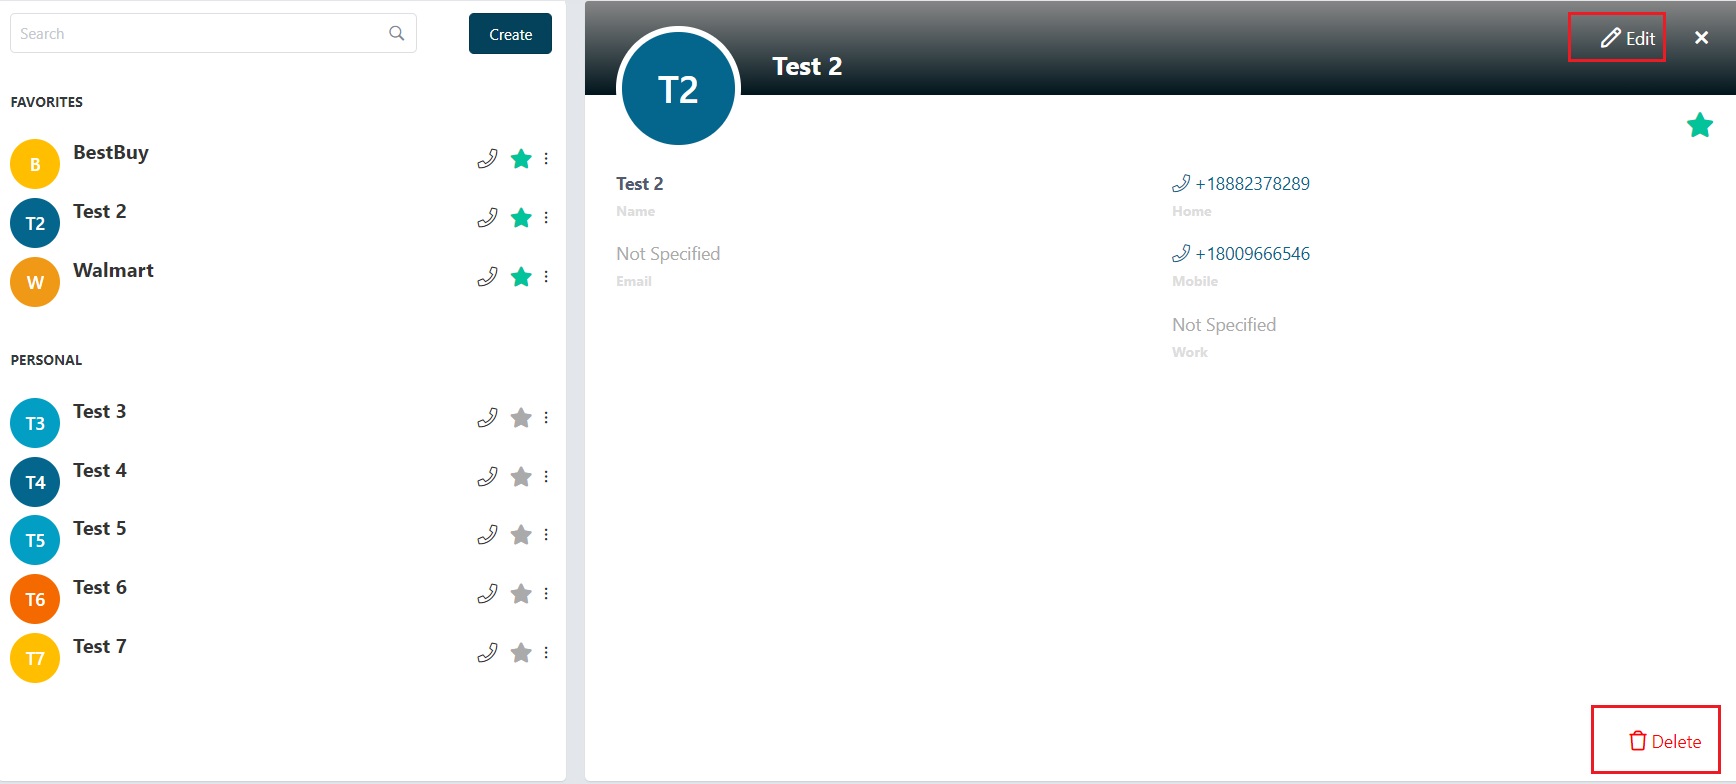 Search
Create
FAVORITES
B
BestBuy
T2
Test 2
W
Walmart
PERSONAL
T3
Test 3
T4
Test 4
T5
Test 5
T6
Test 6
T7
Test 7
T2
Test 2
Edit
Test 2
Name
Not Specified
Email
+18882378289
Home
+18009666546
Mobile
Not Specified
Work
Delete